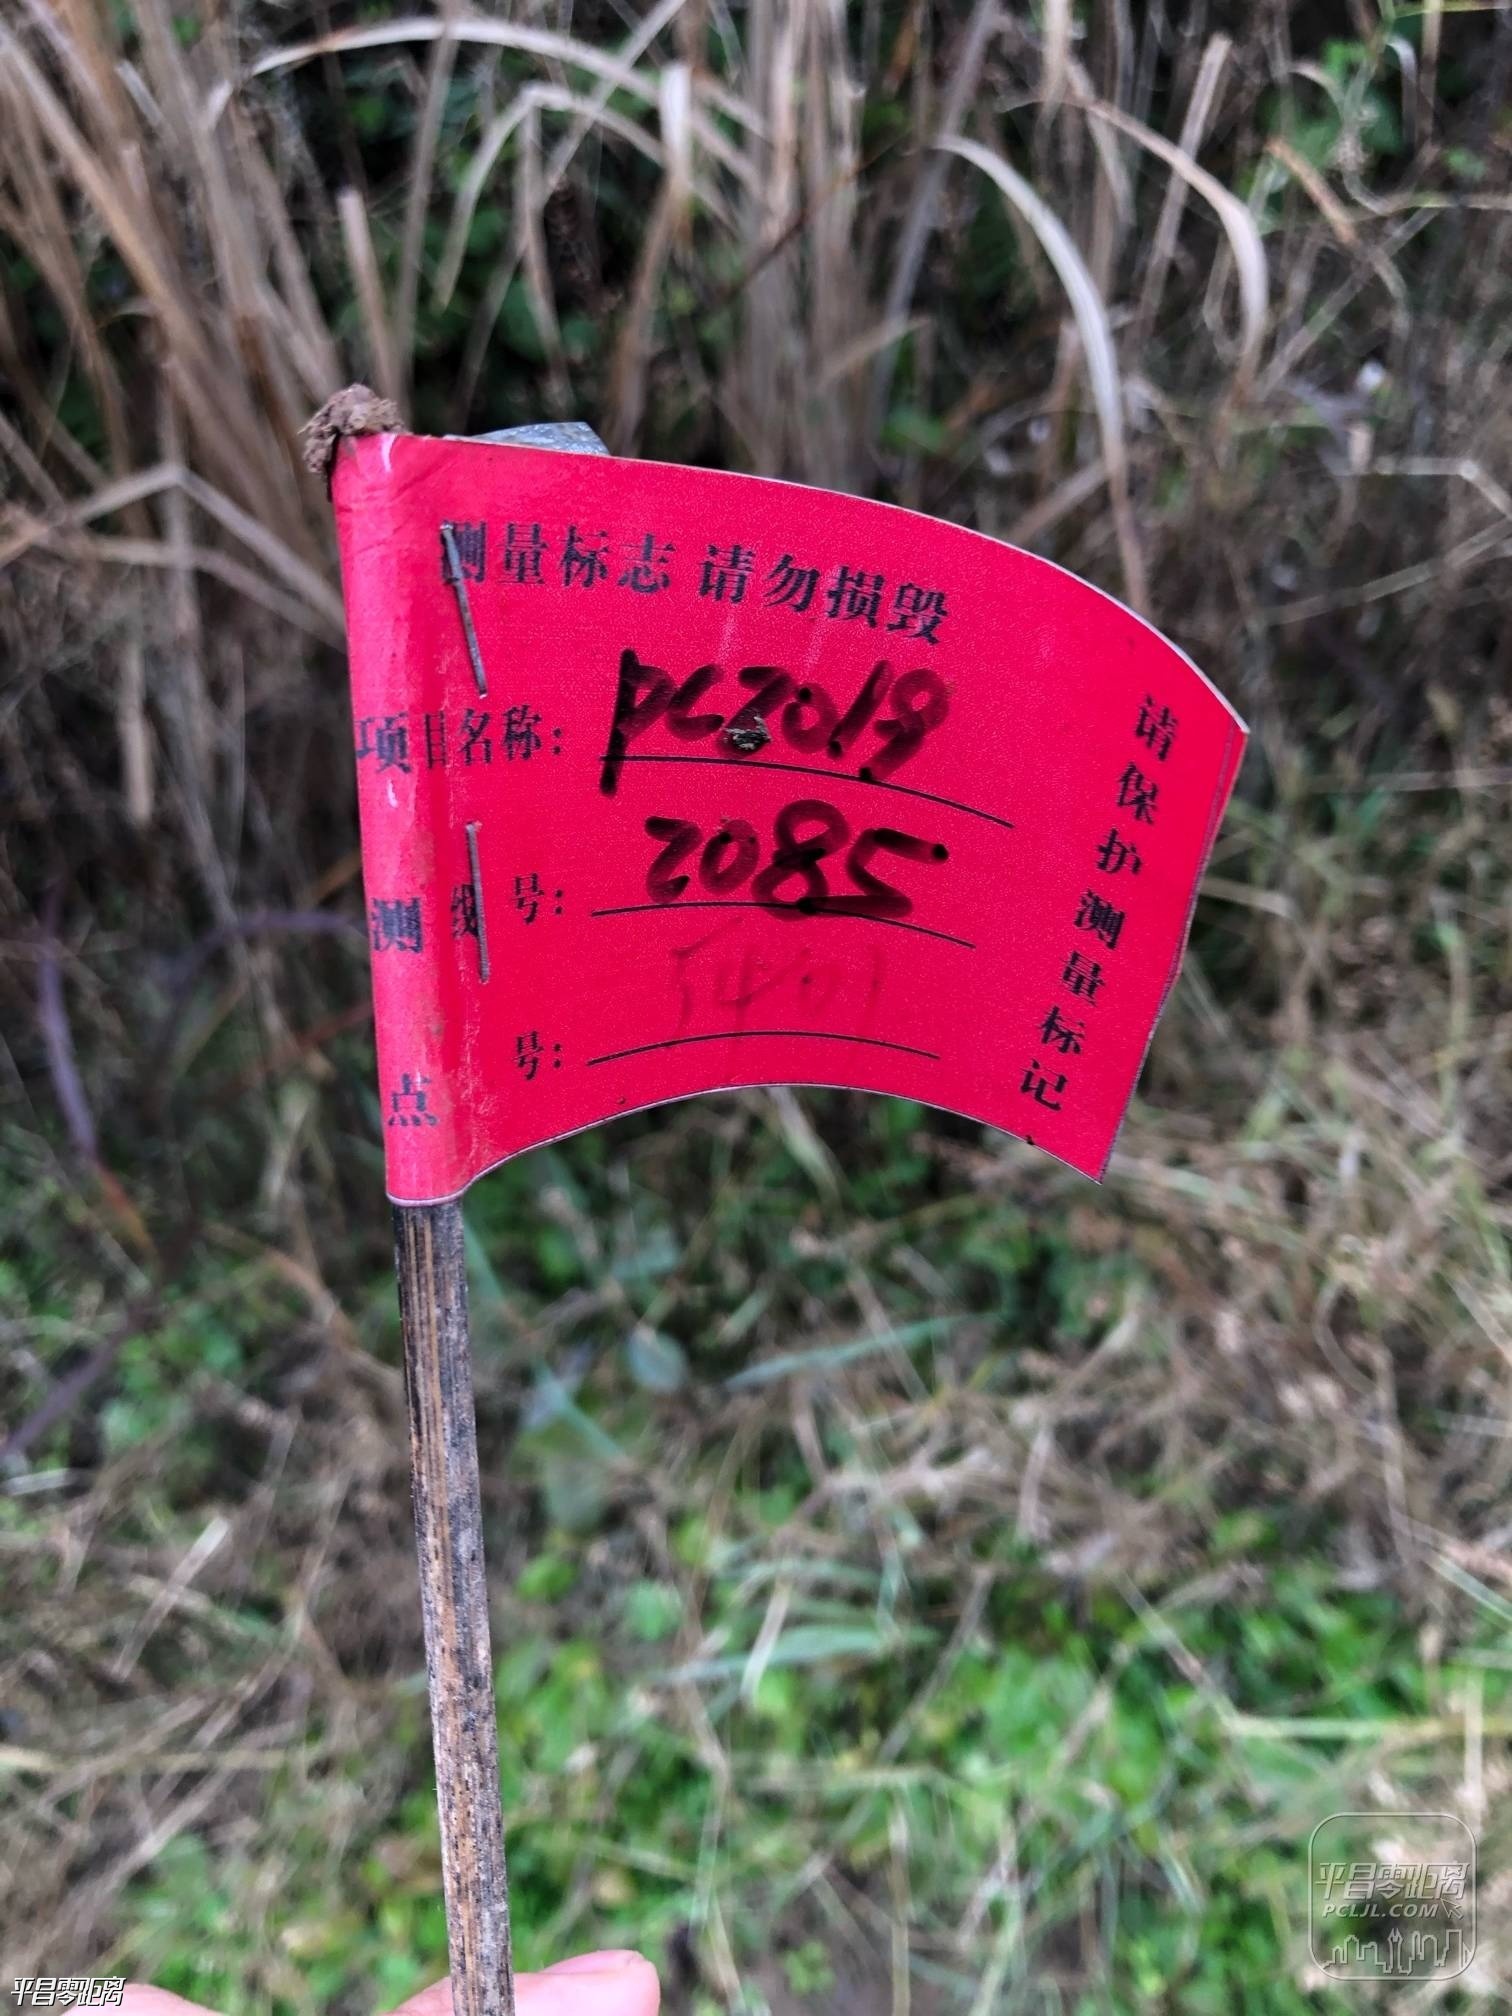 测量标志 请勿损毁
项目名称: PC2019
测线号: 2085
测点号:
请保护测量标记
平昌零距离
PCLJL.COM
平昌零距离